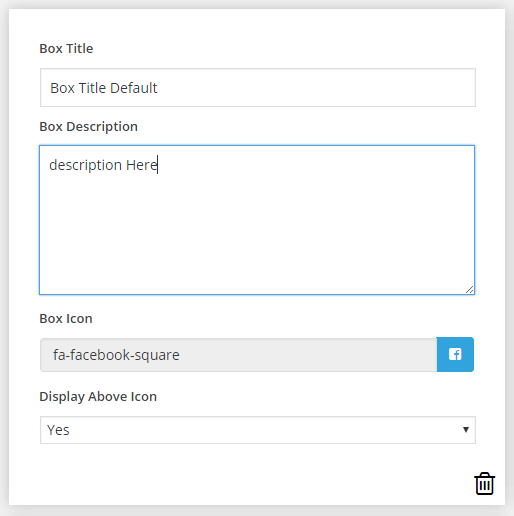 Box Title
Box Title Default
Box Description
description Here
Box Icon
fa-facebook-square
Display Above Icon
Yes